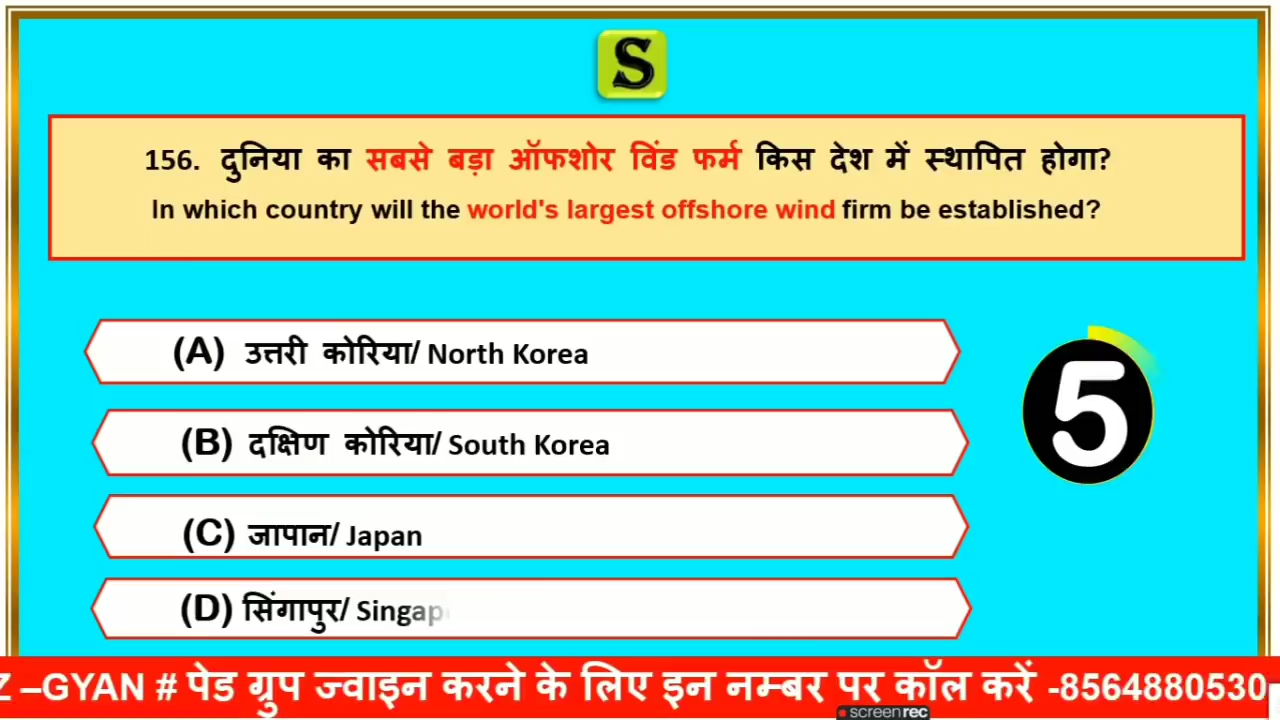 S
156. दुनिया का सबसे बड़ा ऑफशोर विंड फर्म किस देश में स्थापित होगा?
In which country will the world's largest offshore wind firm be established?
(A) उत्तरी कोरिया/ North Korea
5
(B) दक्षिण कोरिया/ South Korea
(C) जापान/ Japan
(D) सिंगापुर/ Singap
Z –GYAN # पेड ग्रुप ज्वाइन करने के लिए इन नम्बर पर कॉल करें -8564880530
screenrec